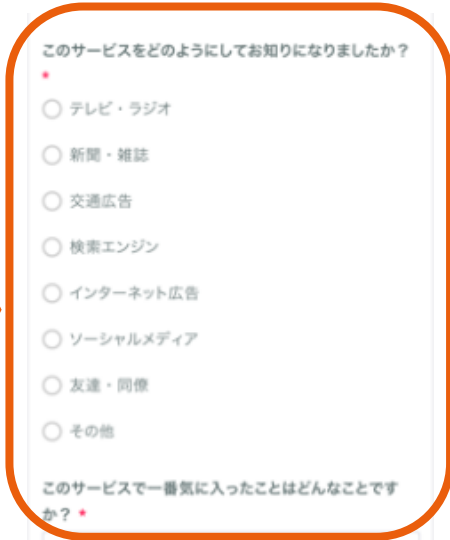 このサービスをどのようにしてお知りになりましたか?
*
テレビ・ラジオ
新聞・雑誌
交通広告
検索エンジン
インターネット広告
ソーシャルメディア
友達・同僚
その他
このサービスで一番気に入ったことはどんなことです
か? *